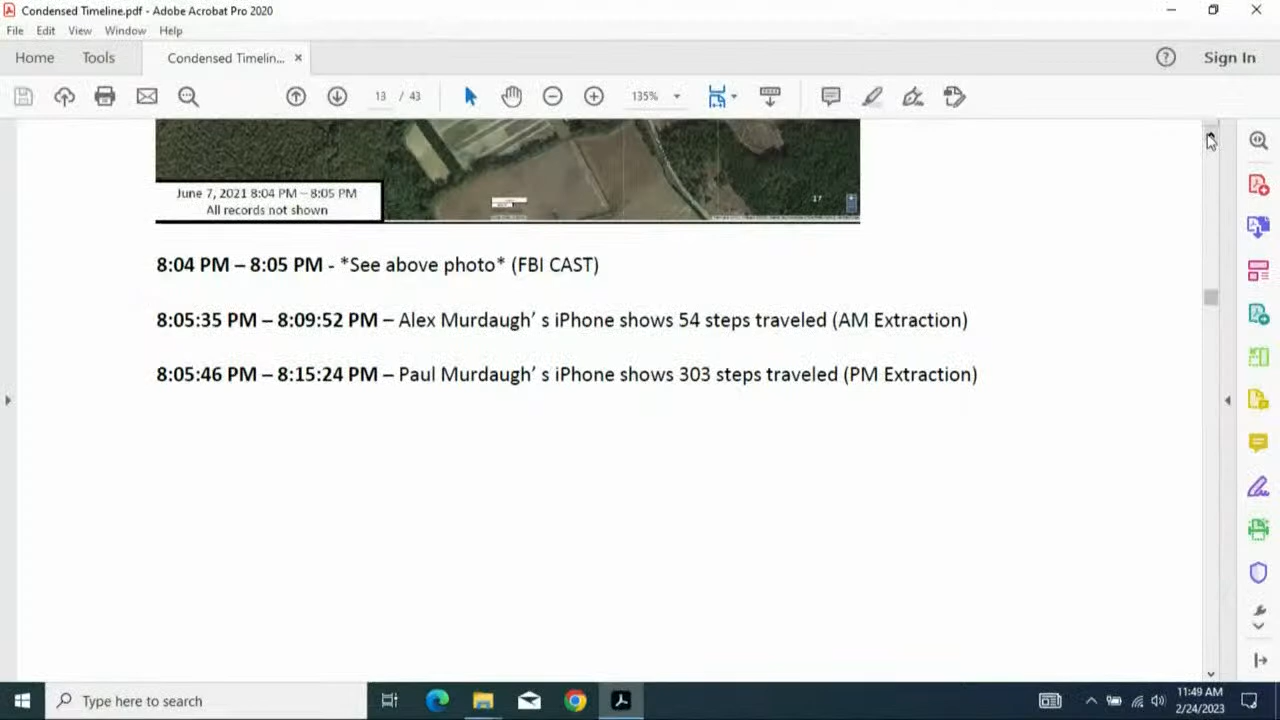 Condensed Timeline.pdf - Adobe Acrobat Pro 2020
File Edit View Window Help
Home Tools Condensed Timelin... × Sign In
13 / 43 135%
June 7, 2021 8:04 PM – 8:05 PM
All records not shown
17
8:04 PM – 8:05 PM - *See above photo* (FBI CAST)
8:05:35 PM – 8:09:52 PM – Alex Murdaugh' s iPhone shows 54 steps traveled (AM Extraction)
8:05:46 PM – 8:15:24 PM – Paul Murdaugh' s iPhone shows 303 steps traveled (PM Extraction)
Type here to search
11:49 AM
2/24/2023